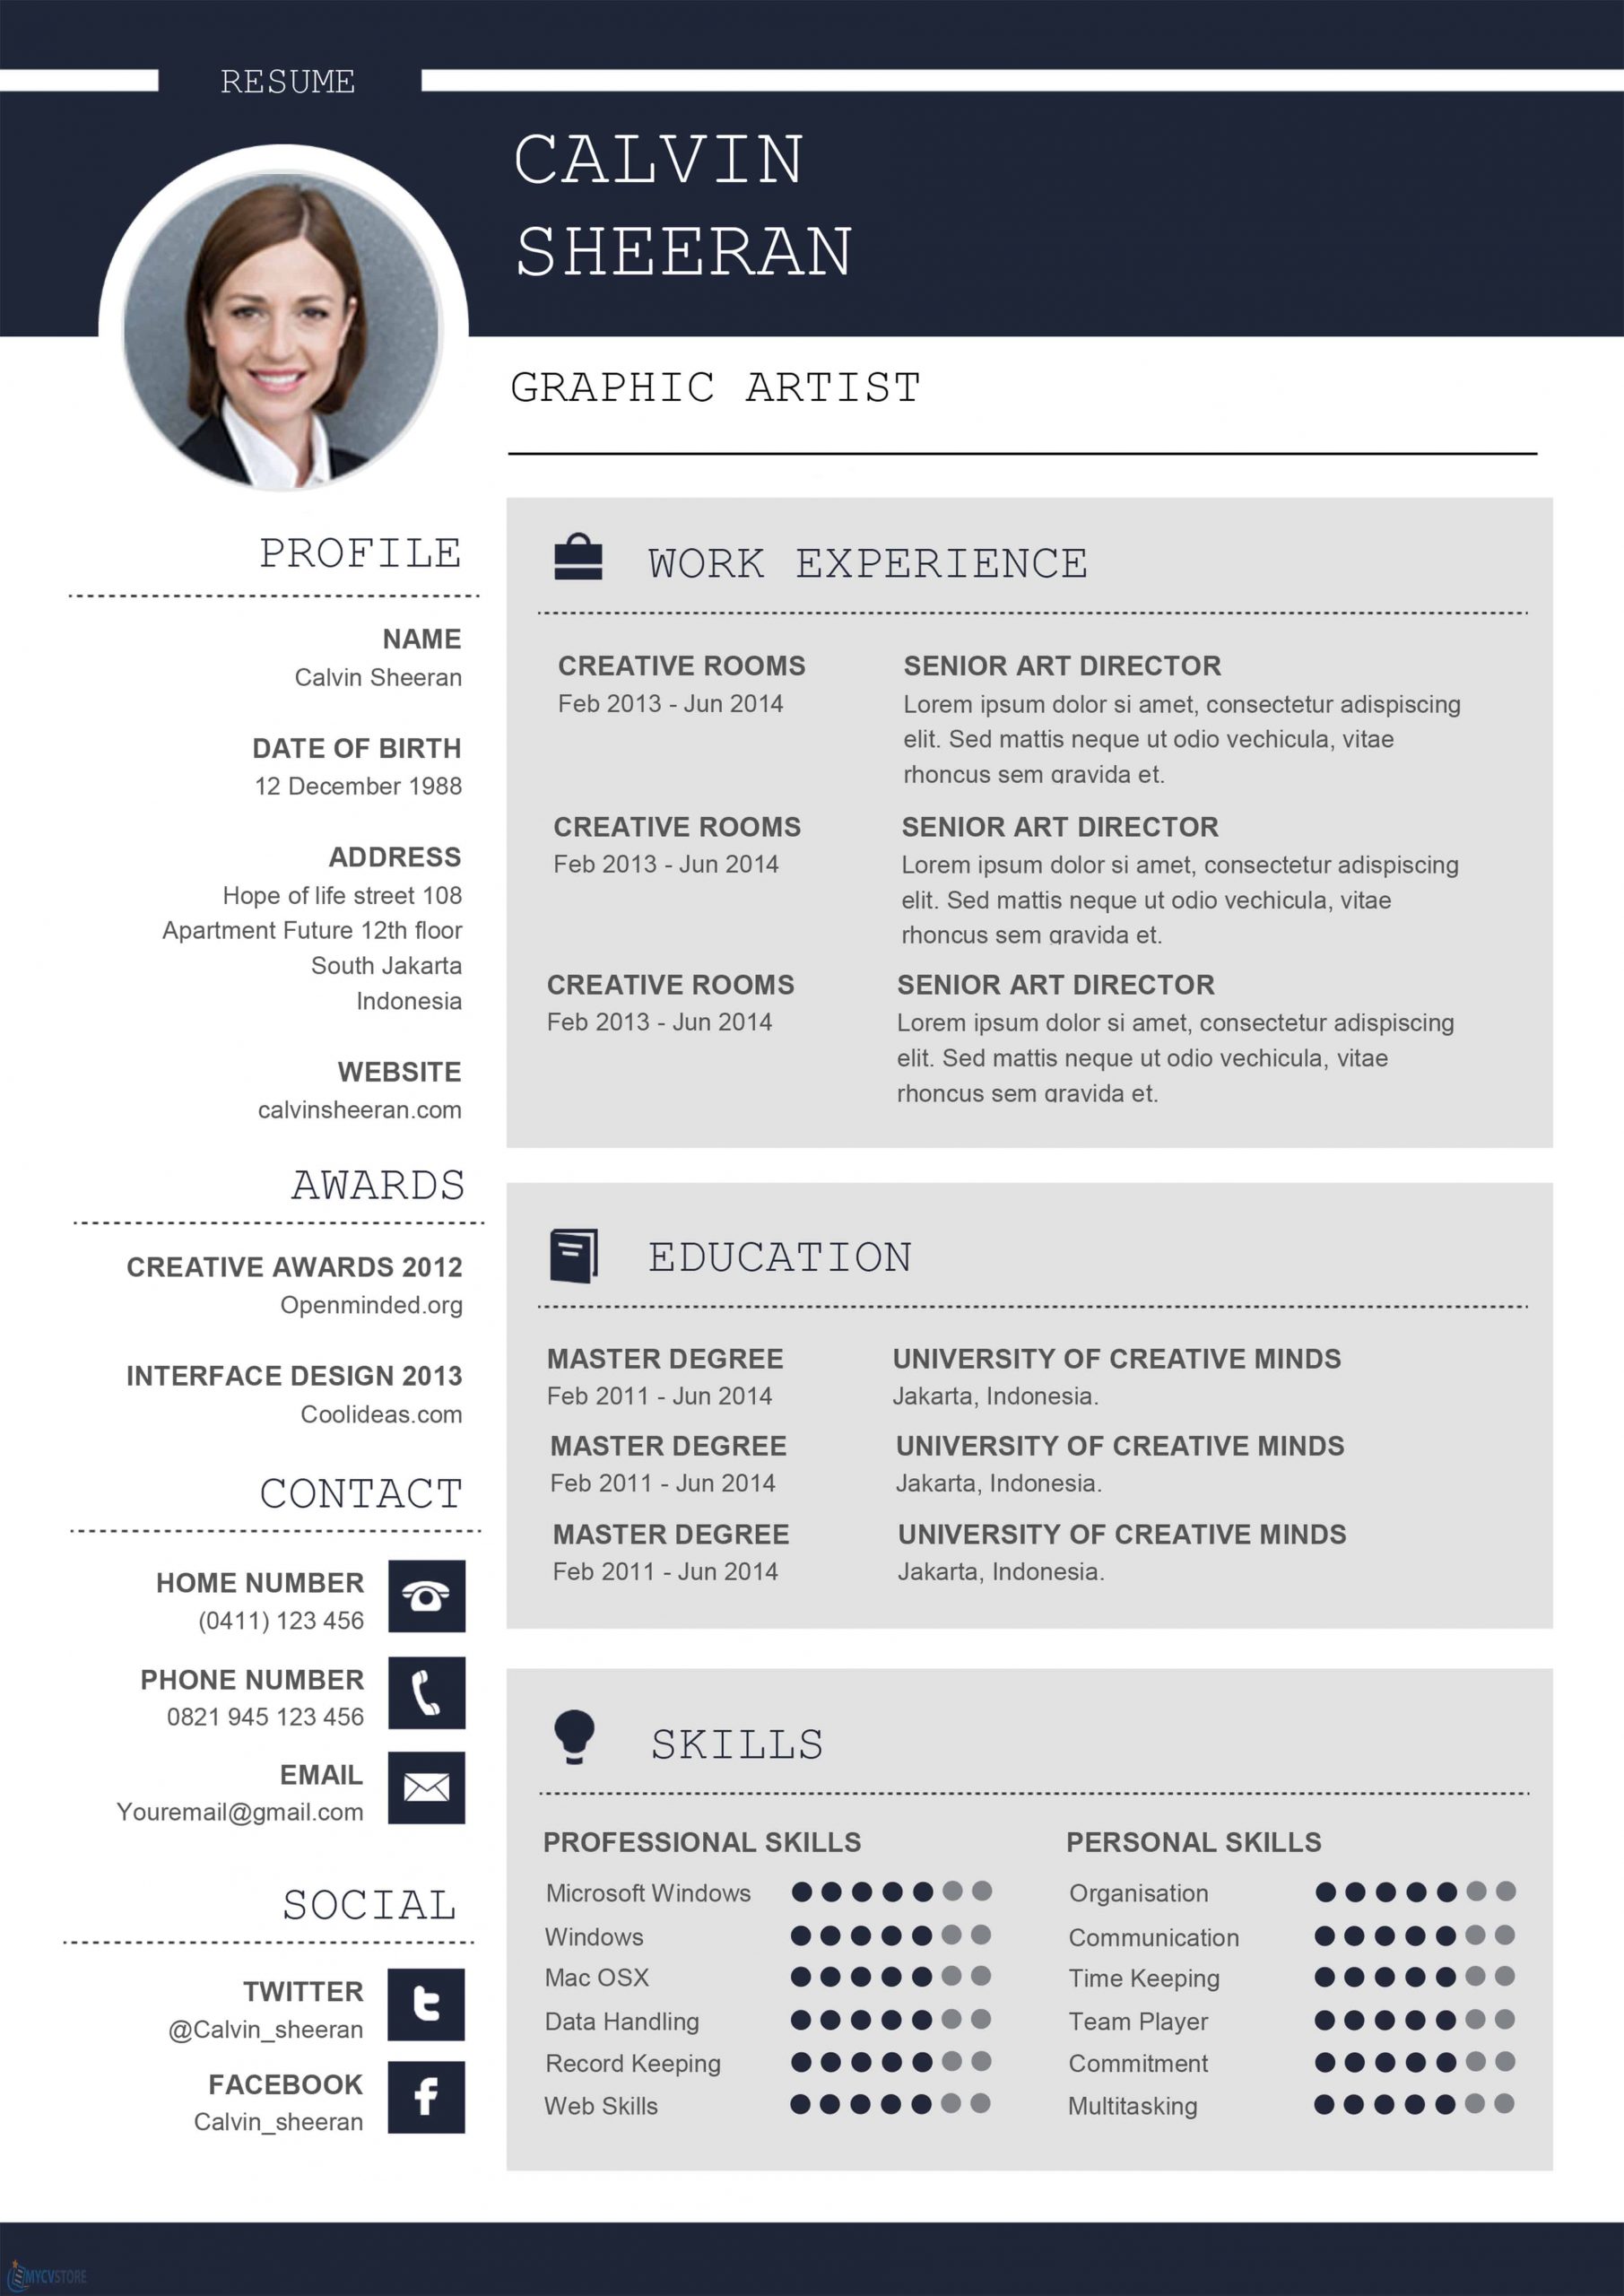 RESUME
CALVIN
SHEERAN
GRAPHIC ARTIST
PROFILE
NAME
Calvin Sheeran
DATE OF BIRTH
12 December 1988
ADDRESS
Hope of life street 108
Apartment Future 12th floor
South Jakarta
Indonesia
WEBSITE
calvinsheeran.com
AWARDS
CREATIVE AWARDS 2012
Openminded.org
INTERFACE DESIGN 2013
Coolideas.com
CONTACT
HOME NUMBER
(0411) 123 456
PHONE NUMBER
0821 945 123 456
EMAIL
Youremail@gmail.com
SOCIAL
TWITTER
@Calvin_sheeran
FACEBOOK
Calvin_sheeran
WORK EXPERIENCE
CREATIVE ROOMS
Feb 2013 - Jun 2014
SENIOR ART DIRECTOR
Lorem ipsum dolor si amet, consectetur adispiscing
elit. Sed mattis neque ut odio vechicula, vitae
rhoncus sem gravida et.
CREATIVE ROOMS
Feb 2013 - Jun 2014
SENIOR ART DIRECTOR
Lorem ipsum dolor si amet, consectetur adispiscing
elit. Sed mattis neque ut odio vechicula, vitae
rhoncus sem gravida et.
CREATIVE ROOMS
Feb 2013 - Jun 2014
SENIOR ART DIRECTOR
Lorem ipsum dolor si amet, consectetur adispiscing
elit. Sed mattis neque ut odio vechicula, vitae
rhoncus sem gravida et.
EDUCATION
MASTER DEGREE
Feb 2011 - Jun 2014
UNIVERSITY OF CREATIVE MINDS
Jakarta, Indonesia.
MASTER DEGREE
Feb 2011 - Jun 2014
UNIVERSITY OF CREATIVE MINDS
Jakarta, Indonesia.
MASTER DEGREE
Feb 2011 - Jun 2014
UNIVERSITY OF CREATIVE MINDS
Jakarta, Indonesia.
SKILLS
PROFESSIONAL SKILLS
Microsoft Windows
Windows
Mac OSX
Data Handling
Record Keeping
Web Skills
PERSONAL SKILLS
Organisation
Communication
Time Keeping
Team Player
Commitment
Multitasking
MYCVSTORE